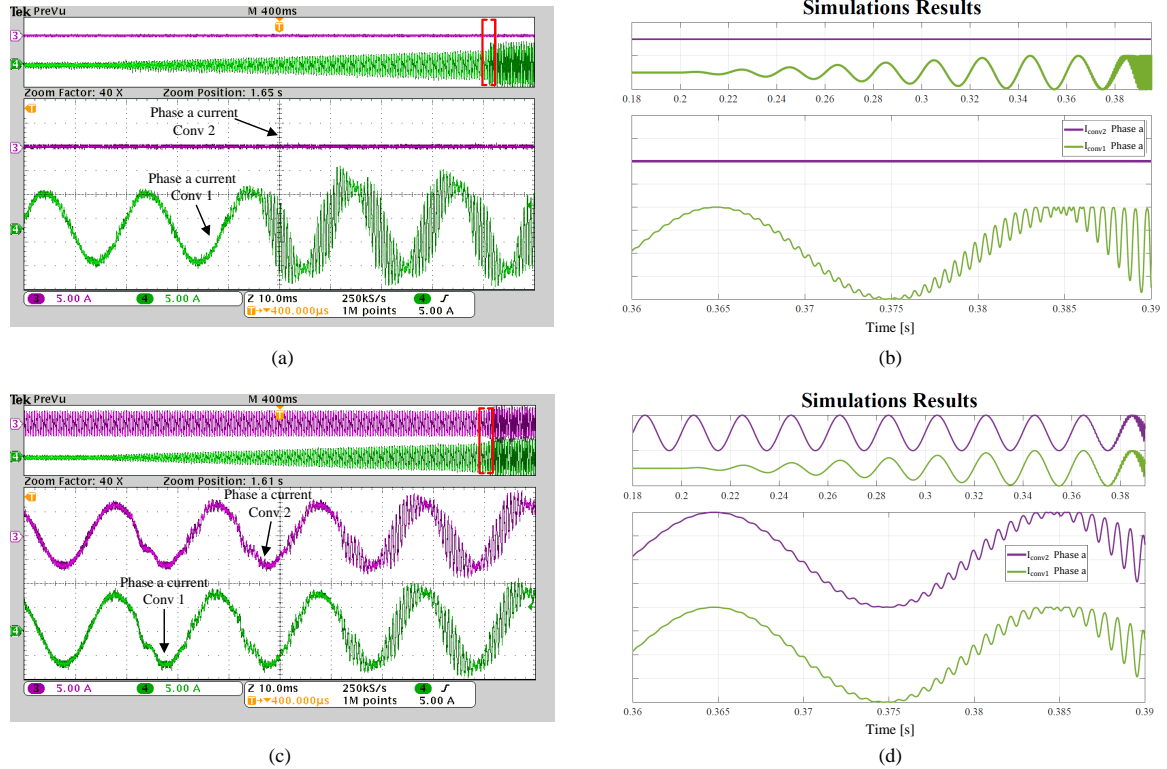 Tek PreVu M 400ms
T
3
4
Zoom Factor: 40 X Zoom Position: 1.65 s
T
Phase a current
Conv 2
3
Phase a current
Conv 1
4
3 5.00 A 4 5.00 A
Z 10.0ms 250kS/s 4
T→▼400.000µs 1M points 5.00 A
(a)
Simulations Results
0.18 0.2 0.22 0.24 0.26 0.28 0.3 0.32 0.34 0.36 0.38
Iconv2 Phase a
Iconv1 Phase a
0.36 0.365 0.37 0.375 0.38 0.385 0.39
Time [s]
(b)
Tek PreVu M 400ms
T
3
4
Zoom Factor: 40 X Zoom Position: 1.61 s
T
Phase a current
Conv 2
3
Phase a current
Conv 1
4
3 5.00 A 4 5.00 A
Z 10.0ms 250kS/s 4
T→▼400.000µs 1M points 5.00 A
(c)
Simulations Results
0.18 0.2 0.22 0.24 0.26 0.28 0.3 0.32 0.34 0.36 0.38
Iconv2 Phase a
Iconv1 Phase a
0.36 0.365 0.37 0.375 0.38 0.385 0.39
Time [s]
(d)